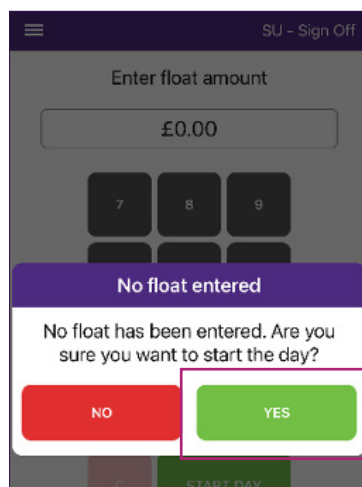 SU - Sign Off
Enter float amount
£0.00
7 8 9
No float entered
No float has been entered. Are you
sure you want to start the day?
NO YES
C START DAY